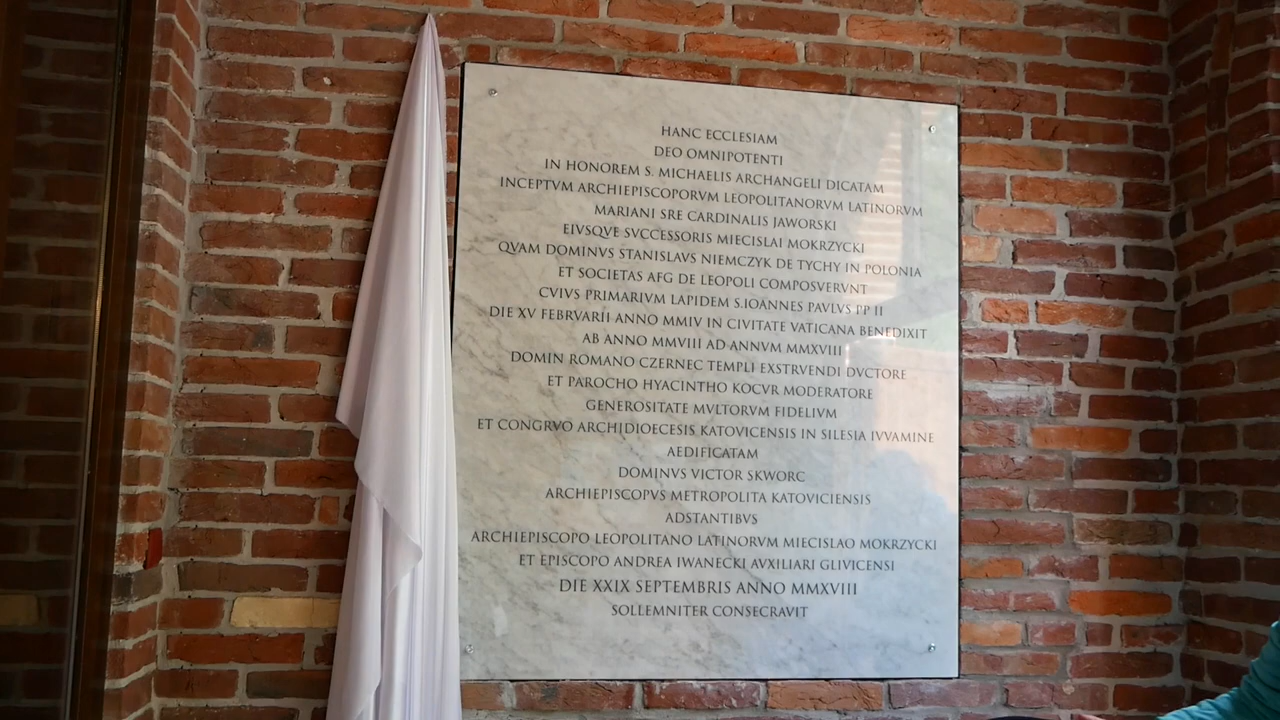 HANC ECCLESIAM
DEO OMNIPOTENTI
IN HONOREM S. MICHAELIS ARCHANGELI DICATAM
INCEPTVM ARCHIEPISCOPORVM LEOPOLITANORVM LATINORVM
MARIANI SRE CARDINALIS JAWORSKI
EIVSQVE SVCCESSORIS MIECISLAI MOKRZYCKI
QVAM DOMINVS STANISLAVS NIEMCZYK DE TYCHY IN POLONIA
ET SOCIETAS AFG DE LEOPOLI COMPOSVERVNT
CVIVS PRIMARIVM LAPIDEM S.IOANNES PAVLVS PP II
DIE XV FEBRVARII ANNO MMIV IN CIVITATE VATICANA BENEDIXIT
AB ANNO MMVIII AD ANNVM MMXVIII
DOMIN ROMANO CZERNEC TEMPLI EXSTRVENDI DVCTORE
ET PAROCHO HYACINTHO KOCVR MODERATORE
GENEROSITATE MVLTORVM FIDELIVM
ET CONGRVO ARCHIDIOECESIS KATOVICENSIS IN SILESIA IVVAMINE
AEDIFICATAM
DOMINVS VICTOR SKWORC
ARCHIEPISCOPVS METROPOLITA KATOVICIENSIS
ADSTANTIBVS
ARCHIEPISCOPO LEOPOLITANO LATINORVM MIECISLAO MOKRZYCKI
ET EPISCOPO ANDREA IWANECKI AVXILIARI GLIVICENSI
DIE XXIX SEPTEMBRIS ANNO MMXVIII
SOLLEMNITER CONSECRAVIT